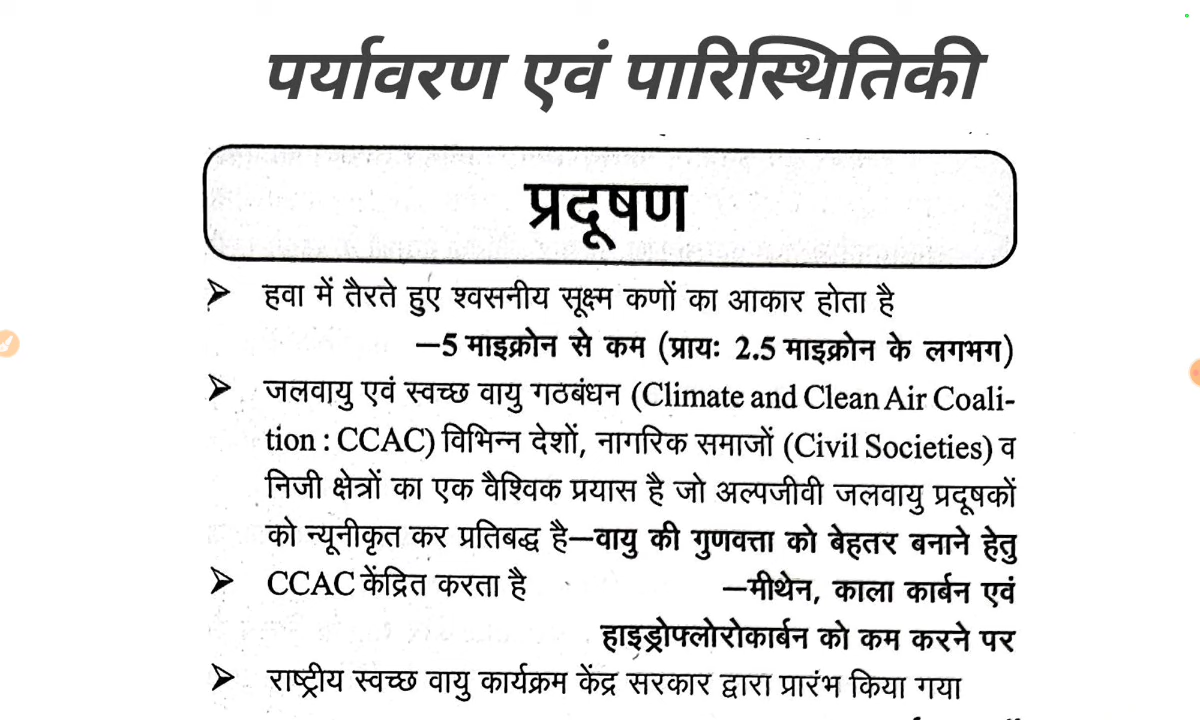 पर्यावरण एवं पारिस्थितिकी
प्रदूषण
➢ हवा में तैरते हुए श्वसनीय सूक्ष्म कणों का आकार होता है
–5 माइक्रोन से कम (प्रायः 2.5 माइक्रोन के लगभग)
➢ जलवायु एवं स्वच्छ वायु गठबंधन (Climate and Clean Air Coali-
tion : CCAC) विभिन्न देशों, नागरिक समाजों (Civil Societies) व
निजी क्षेत्रों का एक वैश्विक प्रयास है जो अल्पजीवी जलवायु प्रदूषकों
को न्यूनीकृत कर प्रतिबद्ध है–वायु की गुणवत्ता को बेहतर बनाने हेतु
➢ CCAC केंद्रित करता है –मीथेन, काला कार्बन एवं
हाइड्रोफ्लोरोकार्बन को कम करने पर
➢ राष्ट्रीय स्वच्छ वायु कार्यक्रम केंद्र सरकार द्वारा प्रारंभ किया गया